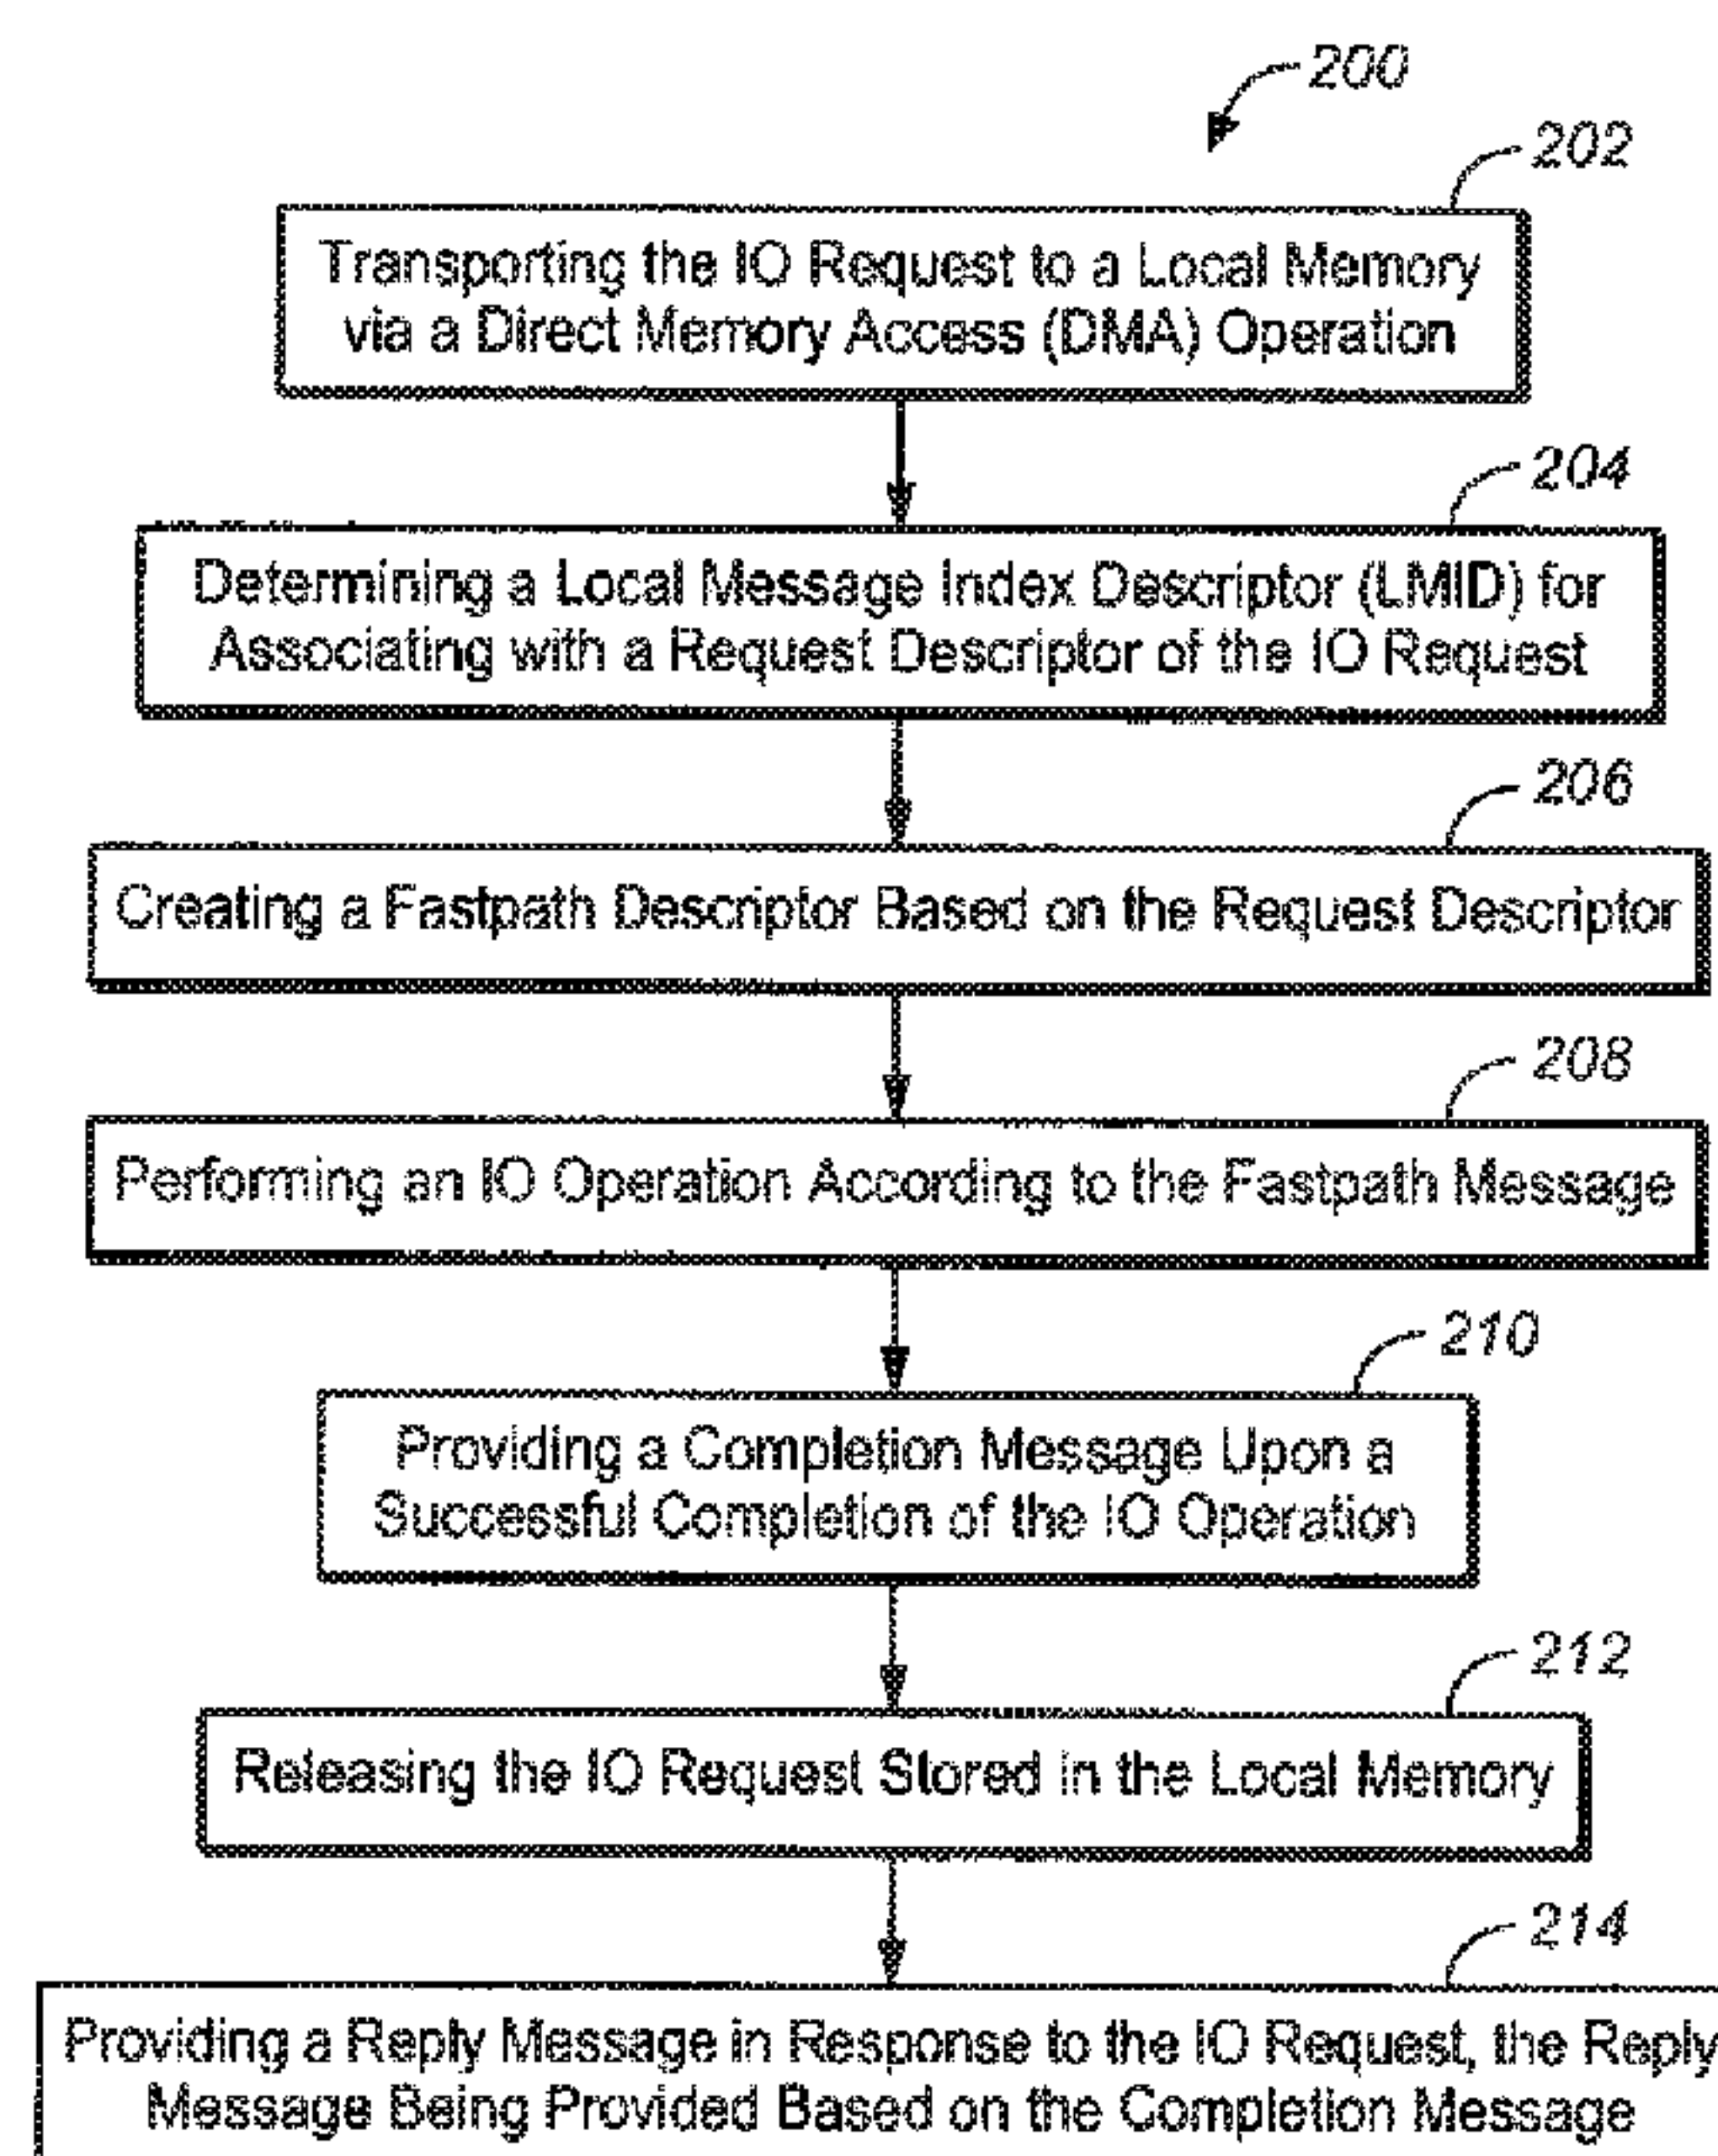 200
202
Transporting the IO Request to a Local Memory
via a Direct Memory Access (DMA) Operation
204
Determining a Local Message Index Descriptor (LMID) for
Associating with a Request Descriptor of the IO Request
206
Creating a Fastpath Descriptor Based on the Request Descriptor
208
Performing an IO Operation According to the Fastpath Message
210
Providing a Completion Message Upon a
Successful Completion of the IO Operation
212
Releasing the IO Request Stored in the Local Memory
214
Providing a Reply Message in Response to the IO Request, the Reply
Message Being Provided Based on the Completion Message